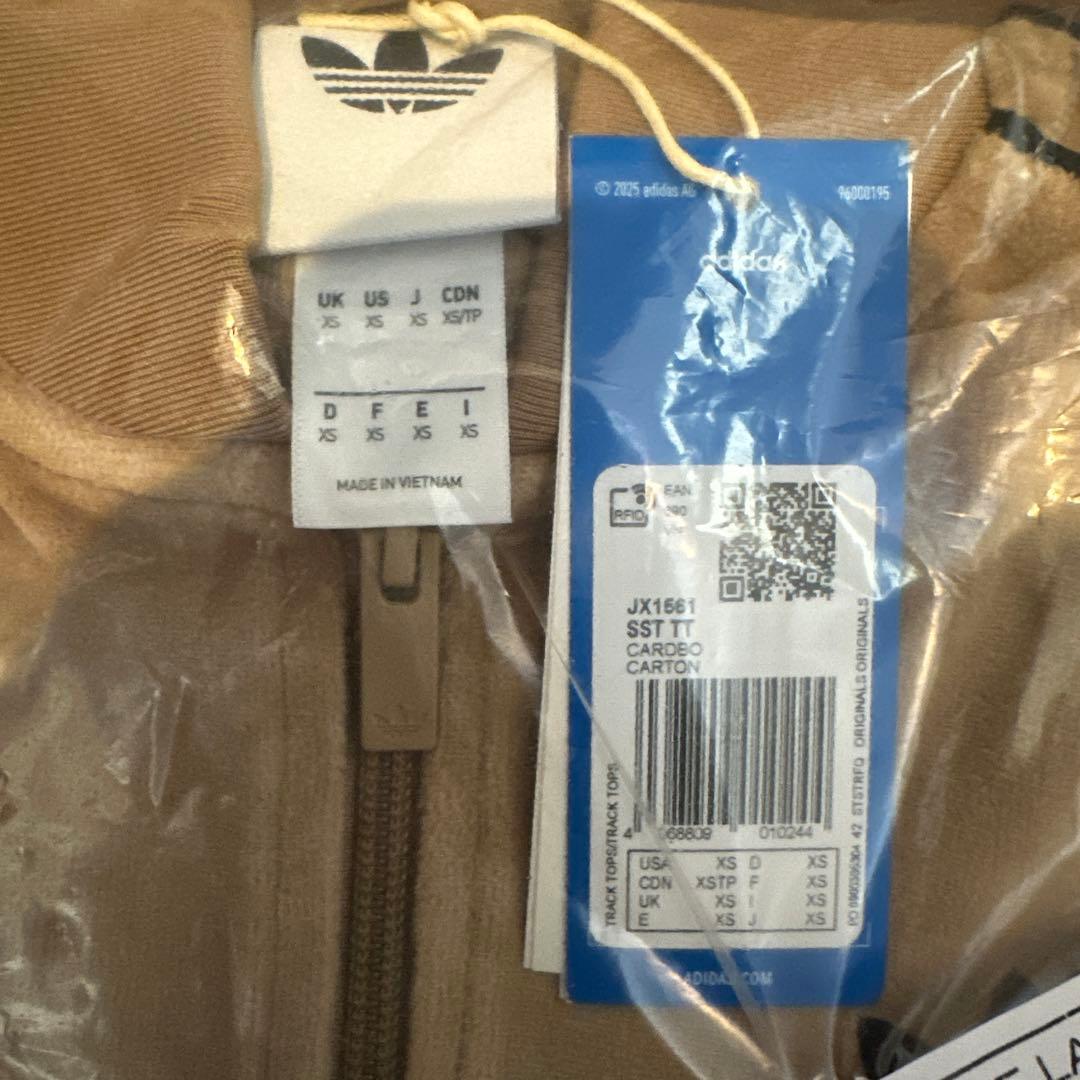 UK US J CDN
XS XS XS XS/TP
D F E I
XS XS XS XS
MADE IN VIETNAM
© 2025 adidas AG
96000195
adidas
RFID
EAN
JX1561
SST TT
CARDBO
CARTON
TRACK TOPS/TRACK TOPS
4 068809 010244
USA XS D XS
CDN XSTP F XS
UK XS I XS
E XS J XS
ORIGINALS ORIGINALS
ADIDAS.COM